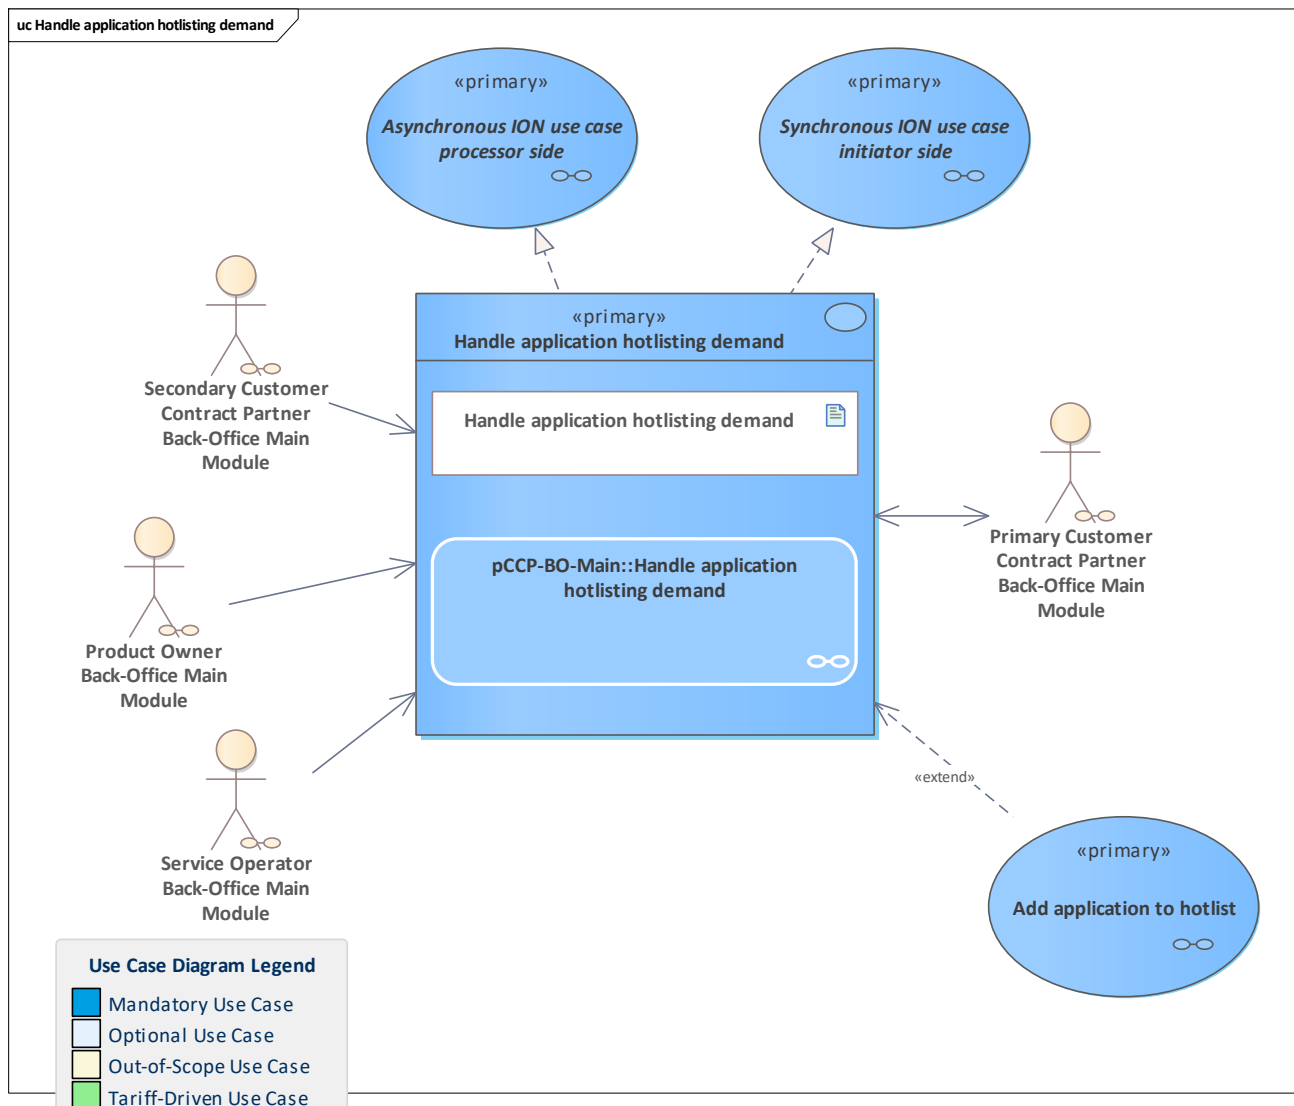 uc Handle application hotlisting demand
«primary»
Asynchronous ION use case
processor side
«primary»
Synchronous ION use case
initiator side
«primary»
Handle application hotlisting demand
Handle application hotlisting demand
pCCP-BO-Main::Handle application
hotlisting demand
Secondary Customer
Contract Partner
Back-Office Main
Module
Product Owner
Back-Office Main
Module
Service Operator
Back-Office Main
Module
Primary Customer
Contract Partner
Back-Office Main
Module
«extend»
«primary»
Add application to hotlist
Use Case Diagram Legend
Mandatory Use Case
Optional Use Case
Out-of-Scope Use Case
Tariff-Driven Use Case